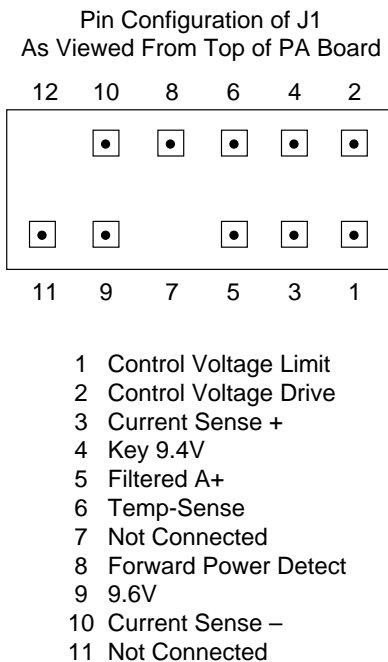 Pin Configuration of J1
As Viewed From Top of PA Board
12 10 8 6 4 2
11 9 7 5 3 1
1 Control Voltage Limit
2 Control Voltage Drive
3 Current Sense +
4 Key 9.4V
5 Filtered A+
6 Temp-Sense
7 Not Connected
8 Forward Power Detect
9 9.6V
10 Current Sense –
11 Not Connected